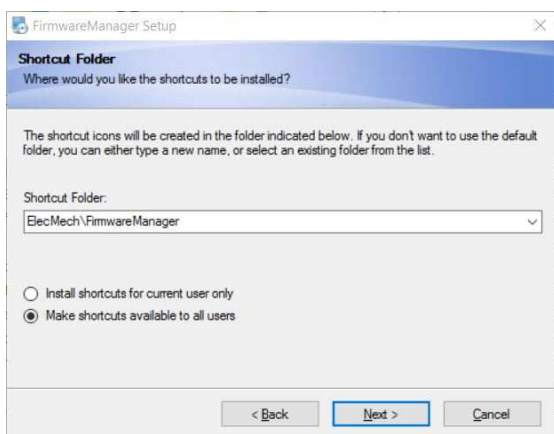 FirmwareManager Setup
Shortcut Folder
Where would you like the shortcuts to be installed?
The shortcut icons will be created in the folder indicated below. If you don't want to use the default
folder, you can either type a new name, or select an existing folder from the list.
Shortcut Folder:
ElecMech\FirmwareManager
Install shortcuts for current user only
Make shortcuts available to all users
< Back
Next >
Cancel